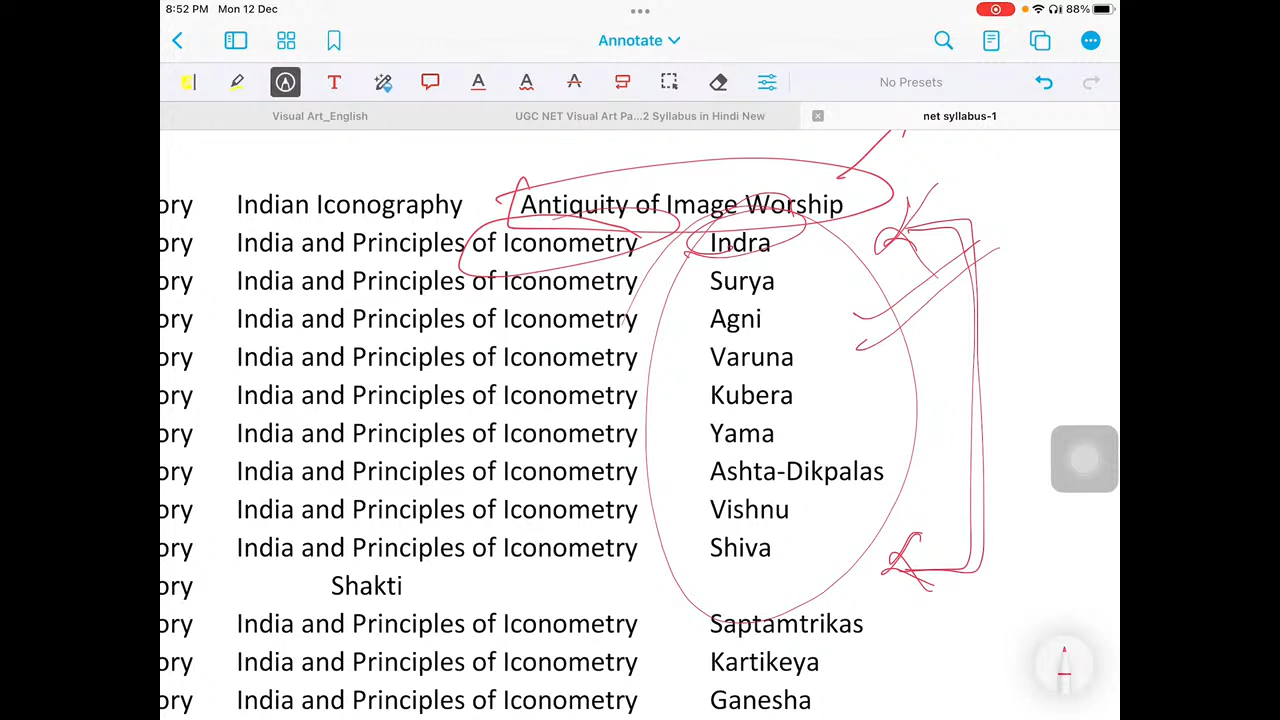 8:52 PM Mon 12 Dec 88%
Annotate
No Presets
Visual Art_English UGC NET Visual Art Pa...2 Syllabus in Hindi New net syllabus-1
ory Indian Iconography Antiquity of Image Worship
ory India and Principles of Iconometry Indra
ory India and Principles of Iconometry Surya
ory India and Principles of Iconometry Agni
ory India and Principles of Iconometry Varuna
ory India and Principles of Iconometry Kubera
ory India and Principles of Iconometry Yama
ory India and Principles of Iconometry Ashta-Dikpalas
ory India and Principles of Iconometry Vishnu
ory India and Principles of Iconometry Shiva
ory Shakti
ory India and Principles of Iconometry Saptamtrikas
ory India and Principles of Iconometry Kartikeya
ory India and Principles of Iconometry Ganesha